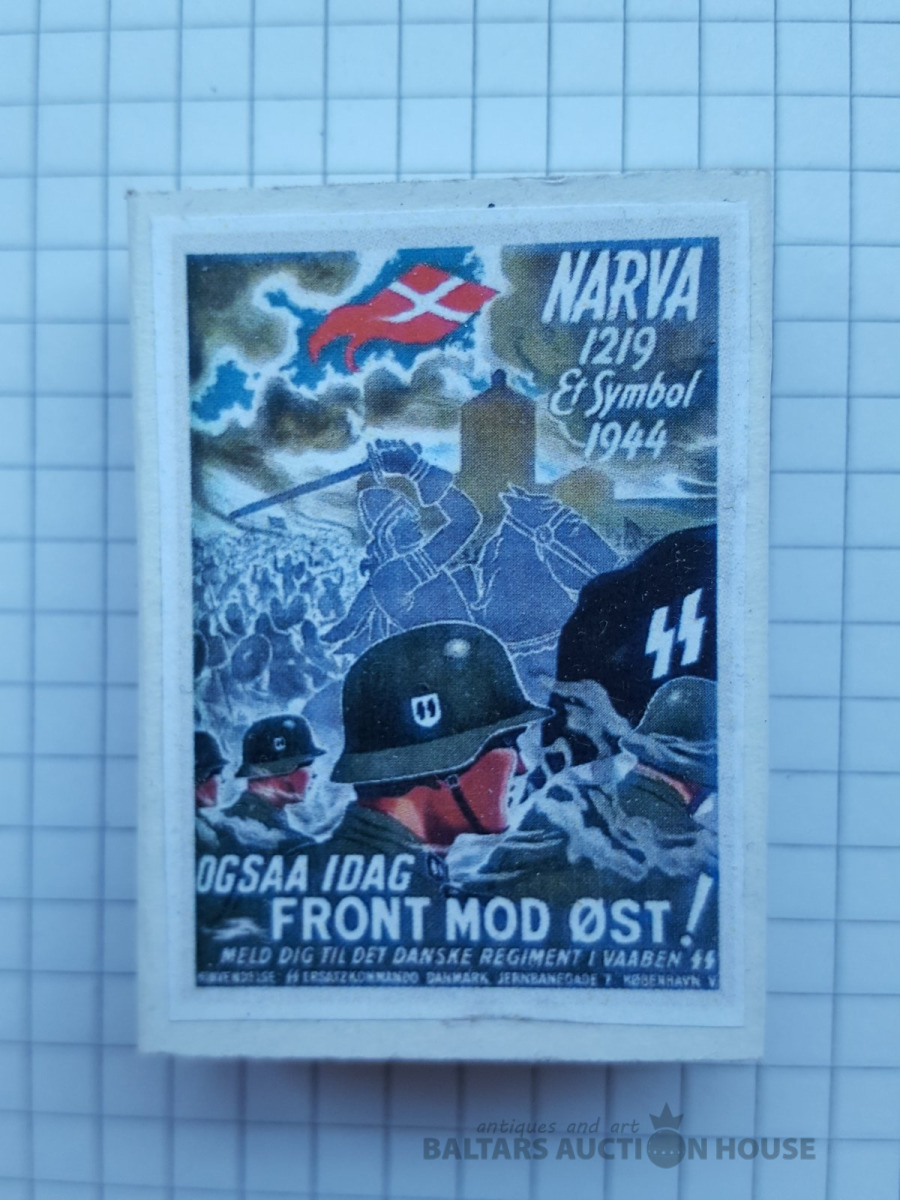 NARVA
1219
Et Symbol
1944
OGSAA IDAG
FRONT MOD ØST!
MELD DIG TIL DET DANSKE REGIMENT I VAABEN SS
HENVENDELSE: SS ERSATZKOMMANDO DANMARK, JERNBANEGADE 7, KØBENHAVN V
antiques and art
BALTARS AUCTION HOUSE